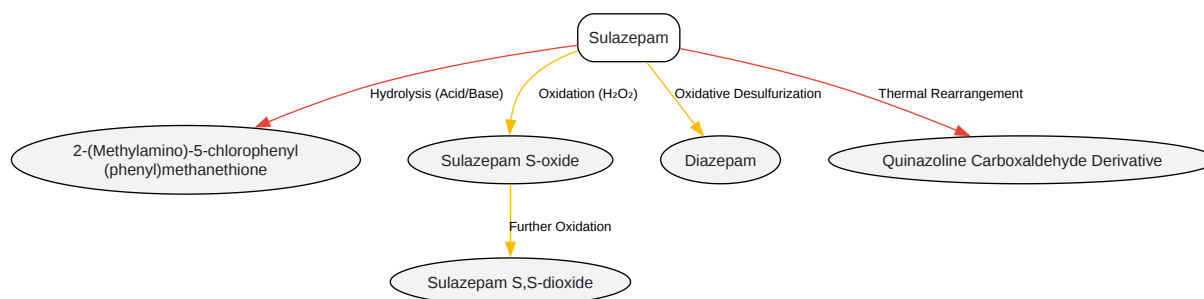 Sulazepam
Hydrolysis (Acid/Base)
Oxidation (H₂O₂)
Oxidative Desulfurization
Thermal Rearrangement
2-(Methylamino)-5-chlorophenyl
(phenyl)methanethione
Sulazepam S-oxide
Diazepam
Quinazoline Carboxaldehyde Derivative
Further Oxidation
Sulazepam S,S-dioxide